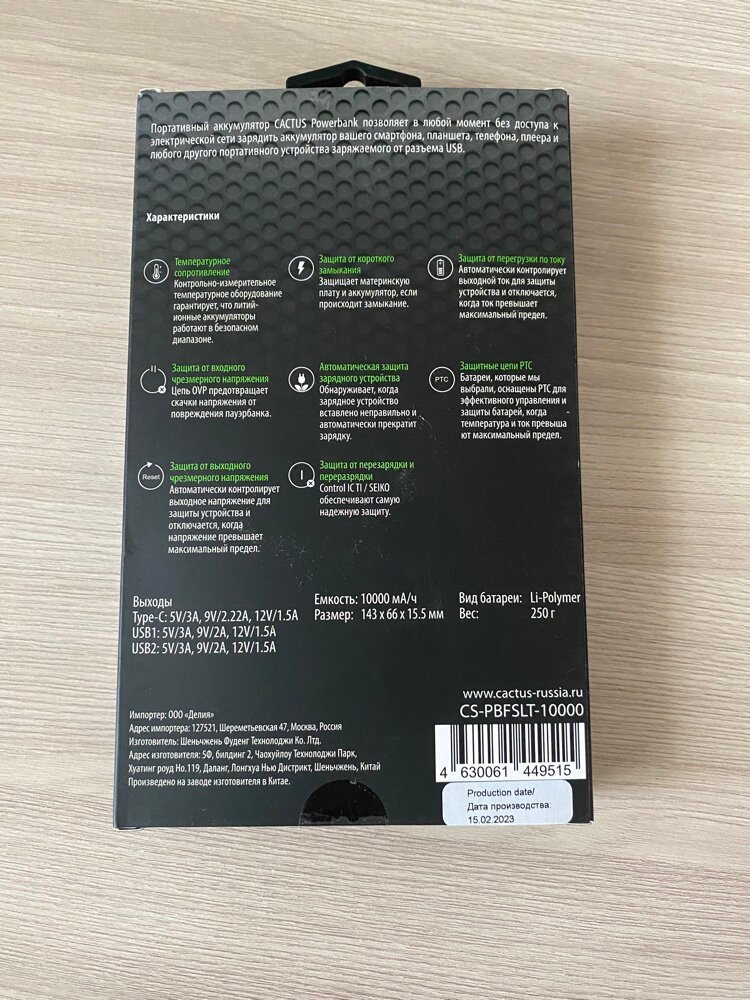 Портативный аккумулятор CACTUS Powerbank позволяет в любой момент без доступа к
электрической сети зарядить аккумулятор вашего смартфона, планшета, телефона, плеера и
любого другого портативного устройства заряжаемого от разъема USB.
Характеристики
Температурное
сопротивление
Контрольно-измерительное
температурное оборудование
гарантирует, что литий-
ионные аккумуляторы
работают в безопасном
диапазоне.
Защита от короткого
замыкания
Защищает материнскую
плату и аккумулятор, если
происходит замыкание.
Защита от перегрузки по току
Автоматически контролирует
выходной ток для защиты
устройства и отключается,
когда ток превышает
максимальный предел.
Защита от входного
чрезмерного напряжения
Цепь OVP предотвращает
скачки напряжения от
повреждения пауэрбанка.
Автоматическая защита
зарядного устройства
Обнаруживает, когда
зарядное устройство
вставлено неправильно и
автоматически прекратит
зарядку.
PTC
Защитные цепи PTC
Батареи, которые мы
выбрали, оснащены PTC для
эффективного управления и
защиты батарей, когда -
температура и ток превыша
ют максимальный предел.
Reset
Защита от выходного
чрезмерного напряжения
Автоматически контролирует
выходное напряжение для
защиты устройства и
отключается, когда
напряжение превышает
максимальный предел.
Защита от перезарядки и
переразрядки
Control IC TI / SEIKO
обеспечивают самую
надежную защиту.
Выходы
Type-C: 5V/3A, 9V/2.22A, 12V/1.5A
USB1: 5V/3A, 9V/2A, 12V/1.5A
USB2: 5V/3A, 9V/2A, 12V/1.5A
Емкость: 10000 мА/ч
Размер: 143 x 66 x 15.5 мм
Вид батареи: Li-Polymer
Вес: 250 г
Импортер: ООО «Делия»
Адрес импортера: 127521, Шереметьевская 47, Москва, Россия
Изготовитель: Шеньчжень Фуденг Технолоджи Ко. Лтд.
Адрес изготовителя: 5Ф, билдинг 2, Чаохуйлоу Технолоджи Парк,
Хуатинг роуд Но.119, Даланг, Лонгхуа Нью Дистрикт, Шеньчжень, Китай
Произведено на заводе изготовителя в Китае.
www.cactus-russia.ru
CS-PBFSLT-10000
4 630061 449515
Production date/
Дата производства:
15.02.2023